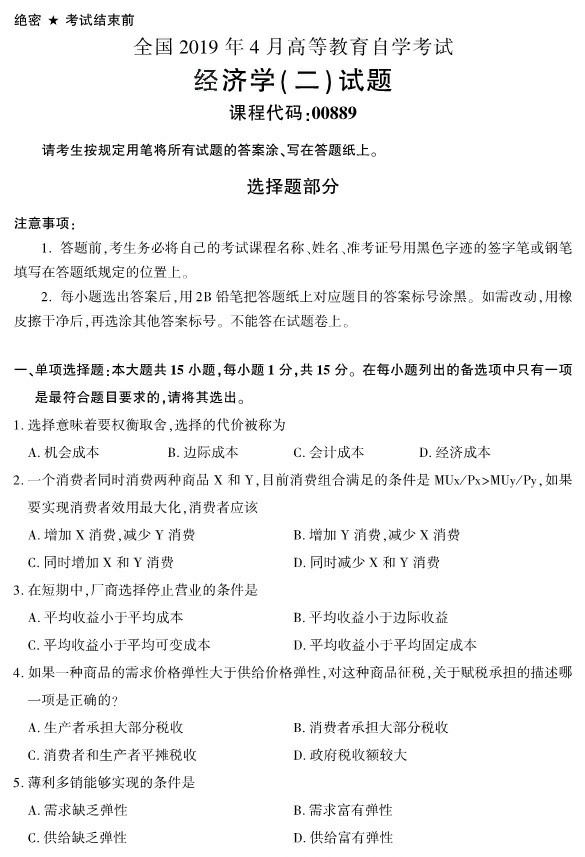 绝密 ★ 考试结束前
全国 2019 年 4 月高等教育自学考试
经济学(二)试题
课程代码:00889
请考生按规定用笔将所有试题的答案涂、写在答题纸上。
选择题部分
注意事项:
1. 答题前,考生务必将自己的考试课程名称、姓名、准考证号用黑色字迹的签字笔或钢笔
填写在答题纸规定的位置上。
2. 每小题选出答案后,用 2B 铅笔把答题纸上对应题目的答案标号涂黑。如需改动,用橡
皮擦干净后,再选涂其他答案标号。不能答在试题卷上。
一、单项选择题:本大题共 15 小题,每小题 1 分,共 15 分。在每小题列出的备选项中只有一项
是最符合题目要求的,请将其选出。
1. 选择意味着要权衡取舍,选择的代价被称为
A. 机会成本 B. 边际成本 C. 会计成本 D. 经济成本
2. 一个消费者同时消费两种商品 X 和 Y,目前消费组合满足的条件是 MUx/Px>MUy/Py,如果
要实现消费者效用最大化,消费者应该
A. 增加 X 消费,减少 Y 消费 B. 增加 Y 消费,减少 X 消费
C. 同时增加 X 和 Y 消费 D. 同时减少 X 和 Y 消费
3. 在短期中,厂商选择停止营业的条件是
A. 平均收益小于平均成本 B. 平均收益小于边际收益
C. 平均收益小于平均可变成本 D. 平均收益小于平均固定成本
4. 如果一种商品的需求价格弹性大于供给价格弹性,对这种商品征税,关于赋税承担的描述哪
一项是正确的?
A. 生产者承担大部分税收 B. 消费者承担大部分税收
C. 消费者和生产者平摊税收 D. 政府税收额较大
5. 薄利多销能够实现的条件是
A. 需求缺乏弹性 B. 需求富有弹性
C. 供给缺乏弹性 D. 供给富有弹性